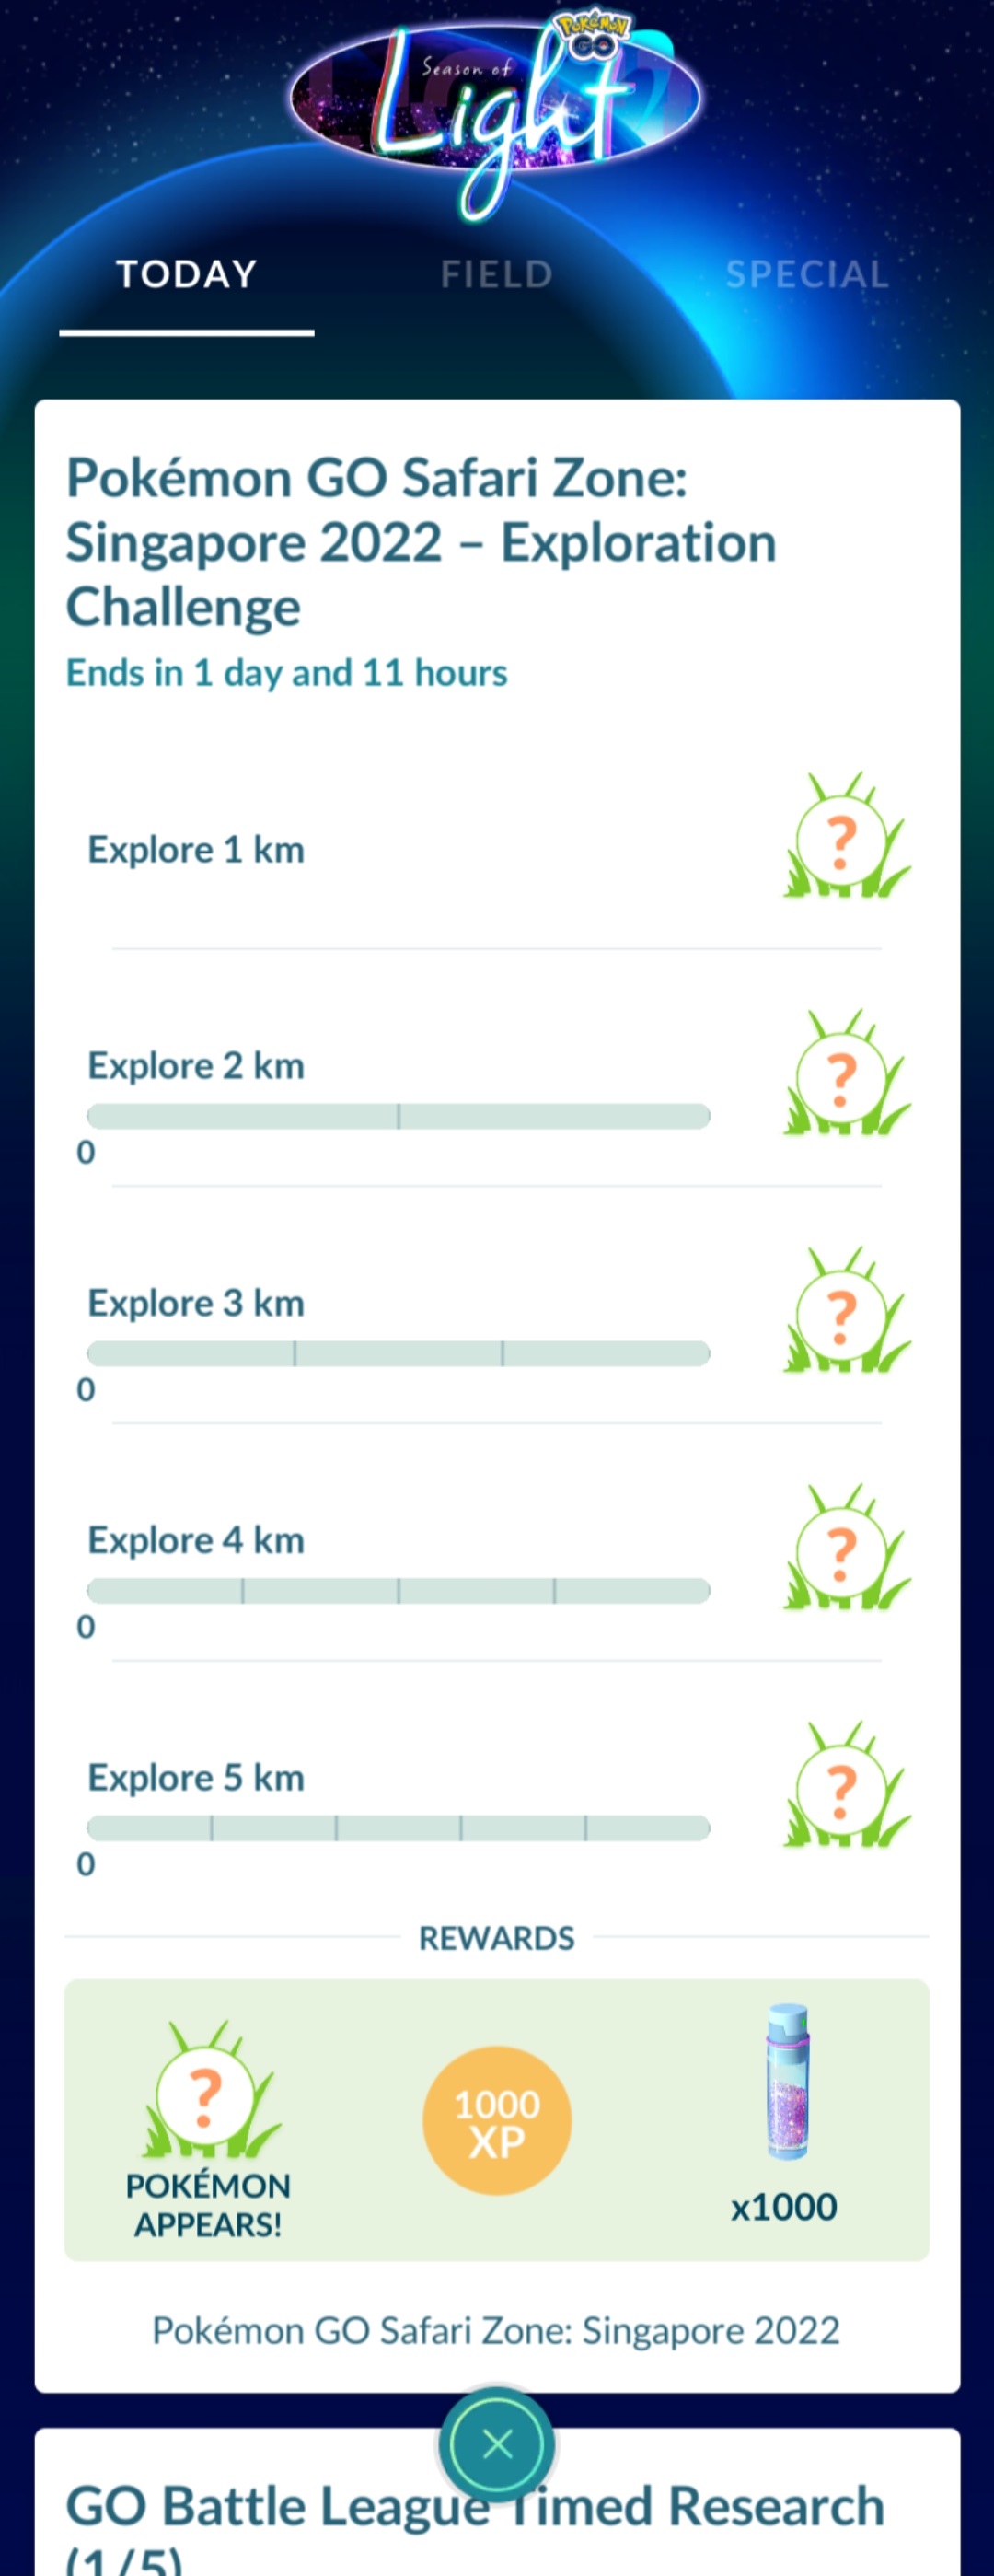 Pokémon
GO
Season of
Light
TODAY
FIELD
SPECIAL
Pokémon GO Safari Zone:
Singapore 2022 – Exploration
Challenge
Ends in 1 day and 11 hours
Explore 1 km
?
Explore 2 km
?
0
Explore 3 km
?
0
Explore 4 km
?
0
Explore 5 km
?
0
REWARDS
?
POKÉMON
APPEARS!
1000
XP
x1000
Pokémon GO Safari Zone: Singapore 2022
GO Battle League Timed Research
(1/5)